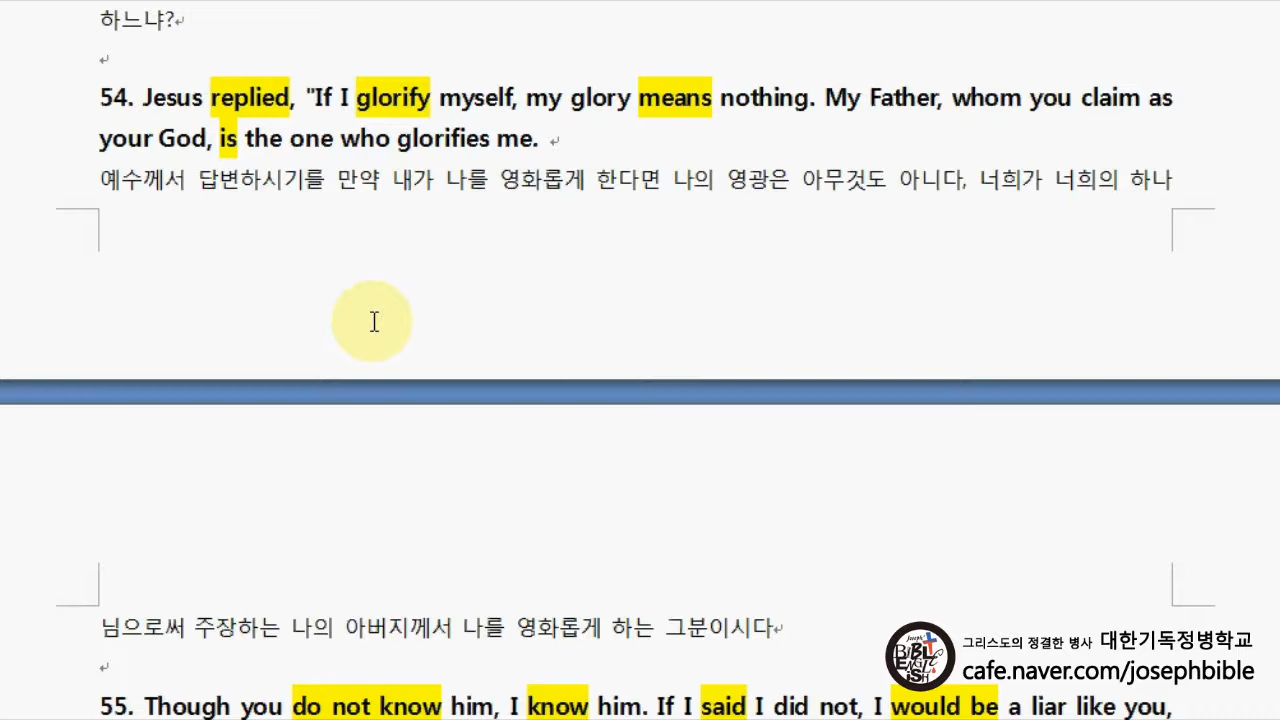 하느냐?
54. Jesus replied, "If I glorify myself, my glory means nothing. My Father, whom you claim as
your God, is the one who glorifies me.
예수께서 답변하시기를 만약 내가 나를 영화롭게 한다면 나의 영광은 아무것도 아니다, 너희가 너희의 하나
님으로써 주장하는 나의 아버지께서 나를 영화롭게 하는 그분이시다
55. Though you do not know him, I know him. If I said I did not, I would be a liar like you,
Joseph's
BIBLE
ENGLISH
그리스도의 정결한 병사 대한기독정병학교
cafe.naver.com/josephbible